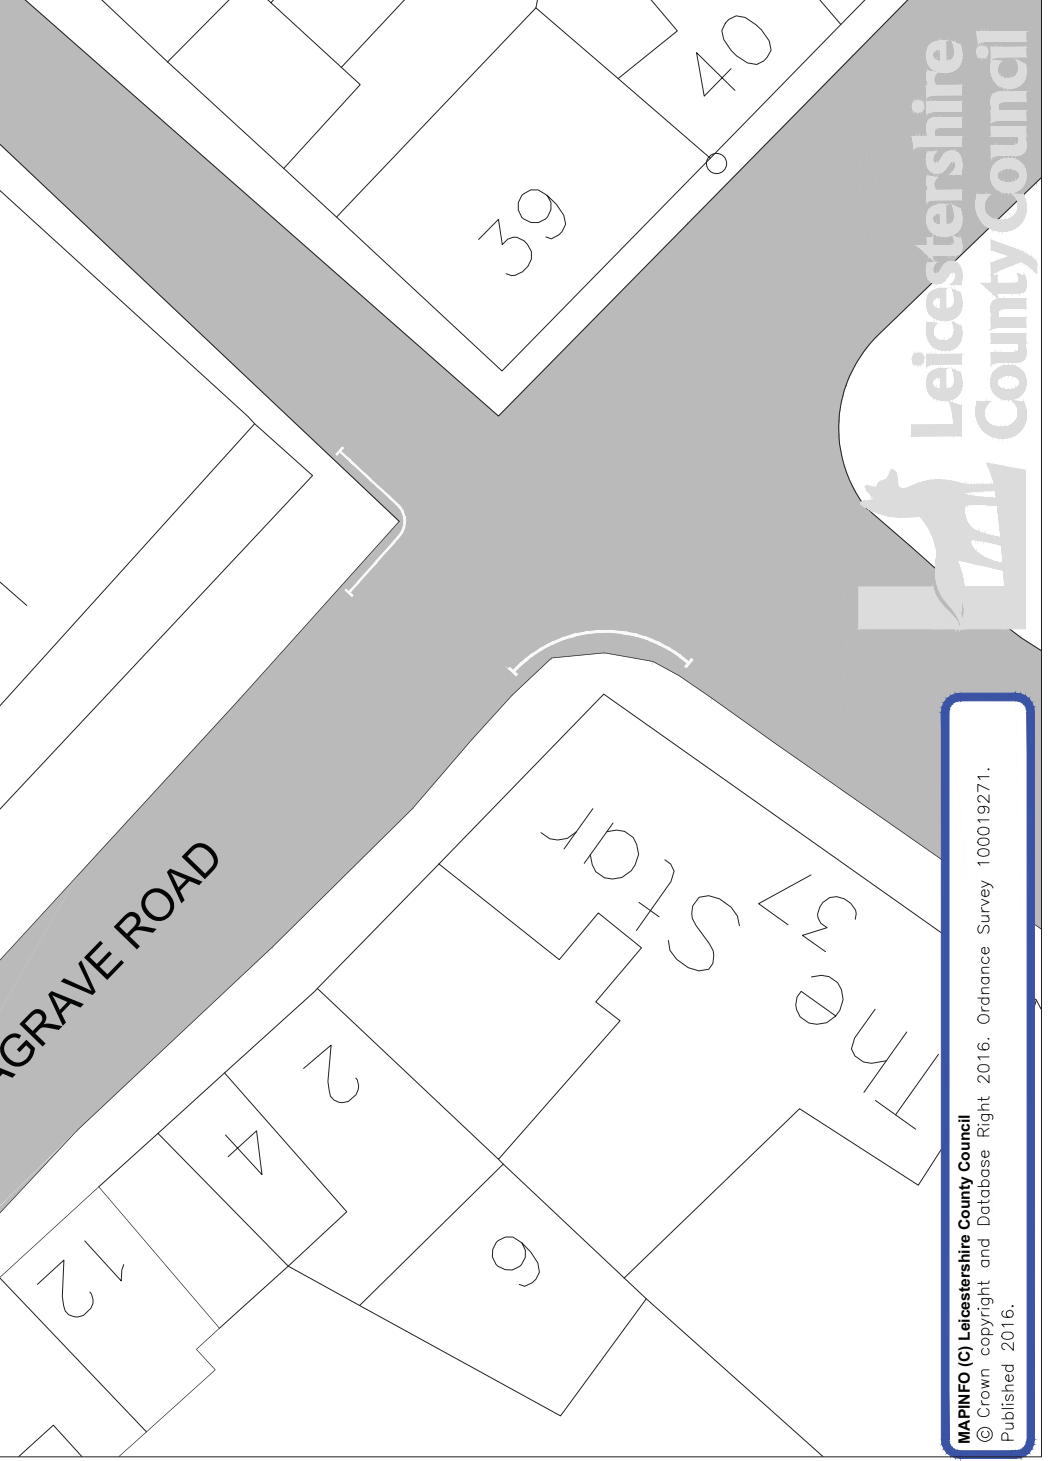 40
39
AGRAVE ROAD
The Star
37
2
4
6
12
Leicestershire
County Council
MAPINFO (C) Leicestershire County Council
© Crown copyright and Database Right 2016. Ordnance Survey 100019271.
Published 2016.